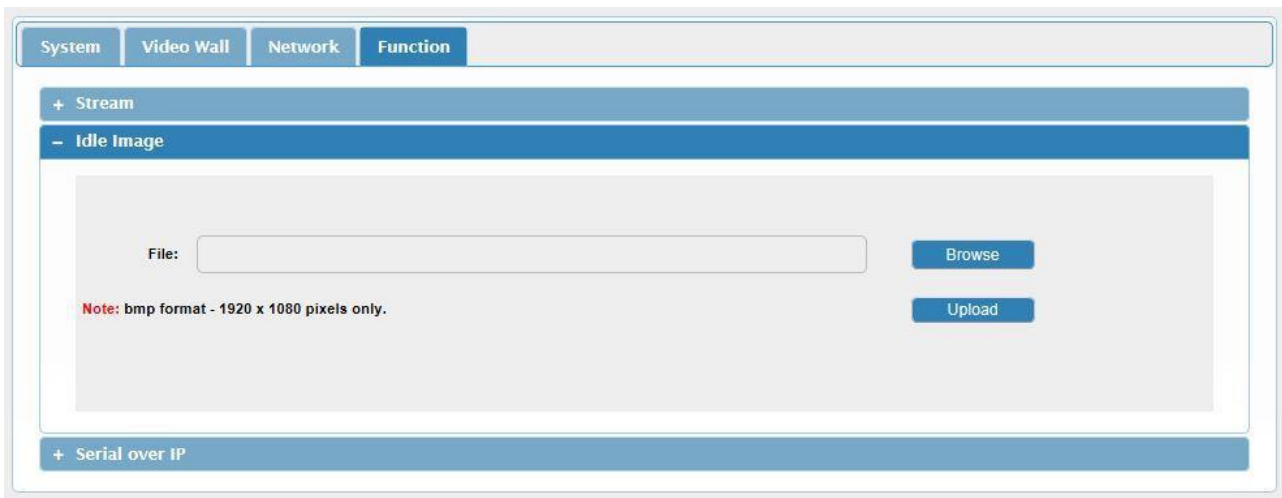 System Video Wall Network Function
+ Stream
– Idle Image
File: Browse
Note: bmp format - 1920 x 1080 pixels only. Upload
+ Serial over IP